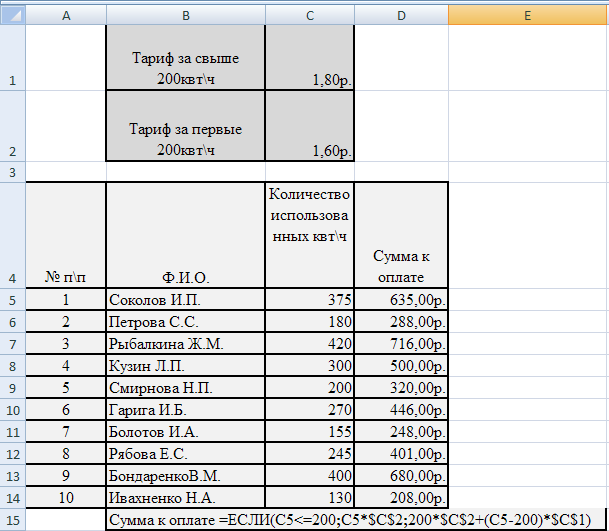 A B C D E
1 Тариф за свыше
200квт\ч 1,80р.
2 Тариф за первые
200квт\ч 1,60р.
3
4 № п\п Ф.И.О. Количество
использова
нных квт\ч Сумма к
оплате
5 1 Соколов И.П. 375 635,00р.
6 2 Петрова С.С. 180 288,00р.
7 3 Рыбалкина Ж.М. 420 716,00р.
8 4 Кузин Л.П. 300 500,00р.
9 5 Смирнова Н.П. 200 320,00р.
10 6 Гарига И.Б. 270 446,00р.
11 7 Болотов И.А. 155 248,00р.
12 8 Рябова Е.С. 245 401,00р.
13 9 БондаренкоВ.М. 400 680,00р.
14 10 Ивахненко Н.А. 130 208,00р.
15 Сумма к оплате =ЕСЛИ(C5<=200;C5*$C$2;200*$C$2+(C5-200)*$C$1)